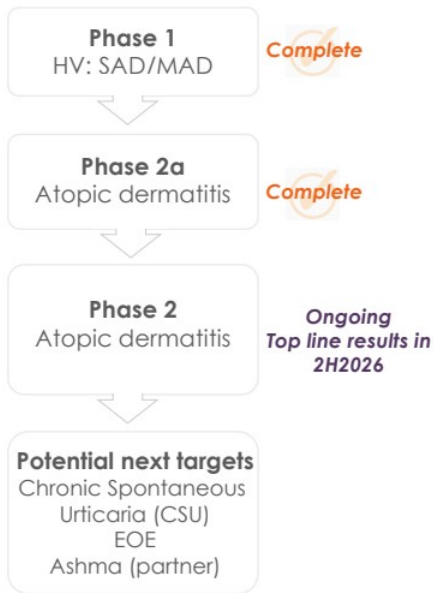 Phase 1
HV: SAD/MAD
Complete
Phase 2a
Atopic dermatitis
Complete
Phase 2
Atopic dermatitis
Ongoing
Top line results in
2H2026
Potential next targets
Chronic Spontaneous
Urticaria (CSU)
EOE
Ashma (partner)